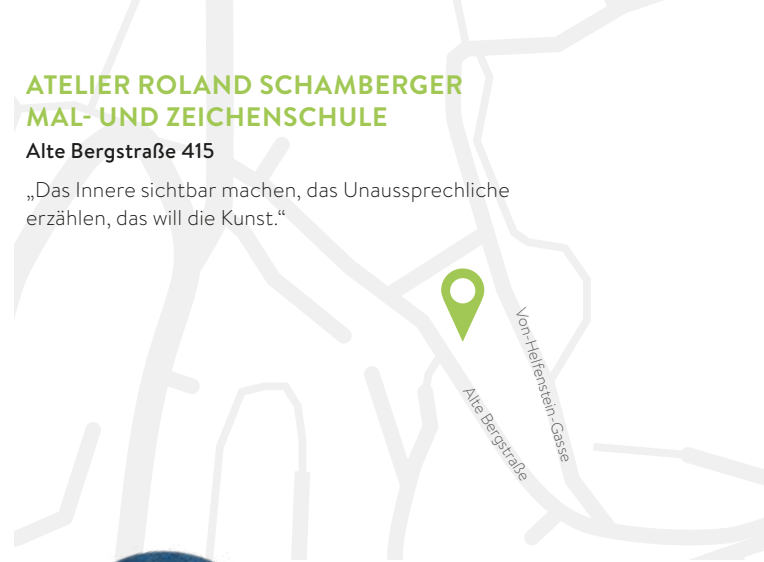 ATELIER ROLAND SCHAMBERGER
MAL- UND ZEICHENSCHULE
Alte Bergstraße 415
„Das Innere sichtbar machen, das Unaussprechliche
erzählen, das will die Kunst.“
Von-Helfenstein-Gasse
Alte Bergstraße